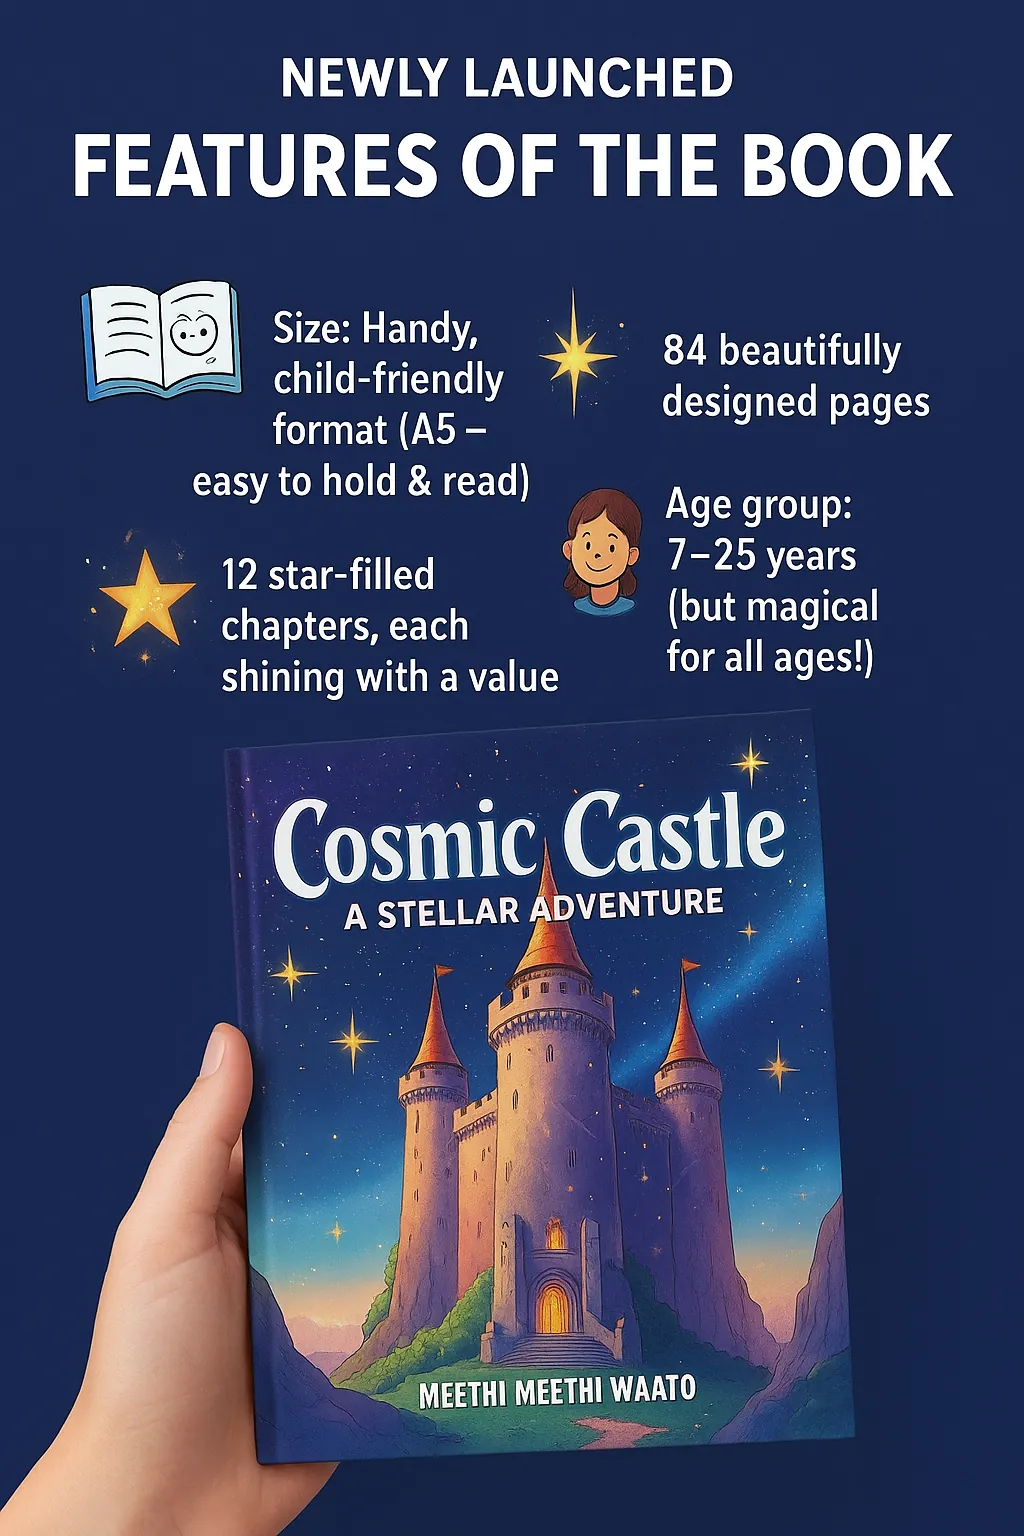 NEWLY LAUNCHED
FEATURES OF THE BOOK
Size: Handy,
child-friendly
format (A5 –
easy to hold & read)
84 beautifully
designed pages
12 star-filled
chapters, each
shining with a value
Age group:
7–25 years
(but magical
for all ages!)
Cosmic Castle
A STELLAR ADVENTURE
MEETHI MEETHI WAATO